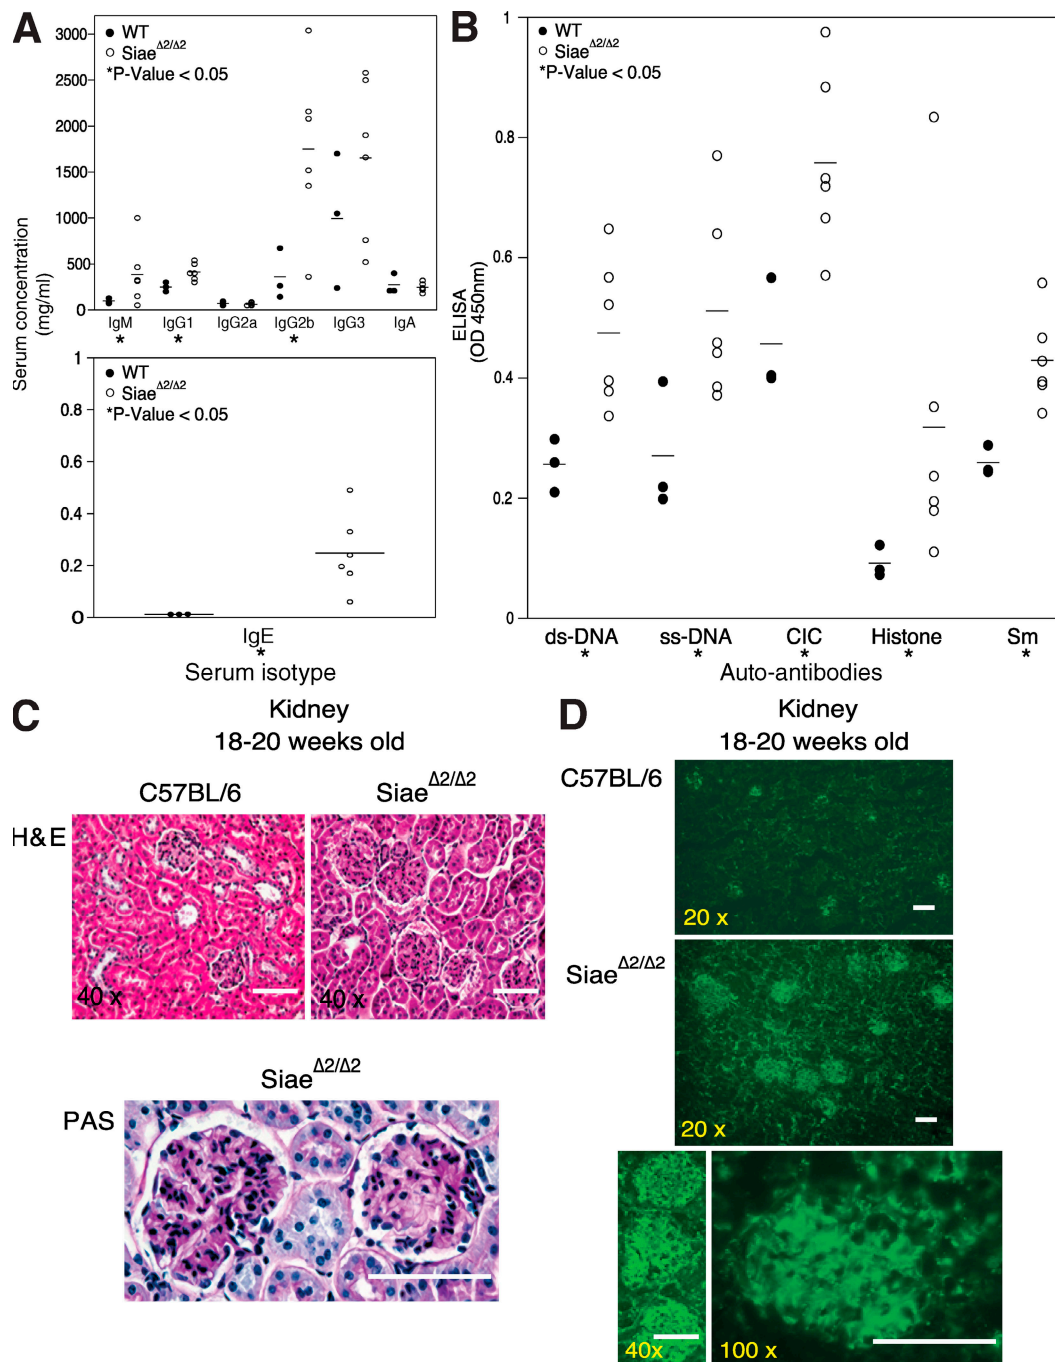 A
WT
Siae Δ2/Δ2
*P-Value < 0.05
3000
2500
2000
1500
1000
500
0
Serum concentration
(mg/ml)
IgM IgG1 IgG2a IgG2b IgG3 IgA
* * *
1
WT
Siae Δ2/Δ2
*P-Value < 0.05
0.8
0.6
0.4
0.2
0
IgE
*
Serum isotype
B
1
WT
Siae Δ2/Δ2
*P-Value < 0.05
0.8
0.6
0.4
0.2
0
ELISA
(OD 450nm)
ds-DNA ss-DNA CIC Histone Sm
* * * * *
Auto-antibodies
C
Kidney
18-20 weeks old
C57BL/6 Siae Δ2/Δ2
H&E
40 x 40 x
Siae Δ2/Δ2
PAS
D
Kidney
18-20 weeks old
C57BL/6
20 x
Siae Δ2/Δ2
20 x
40x 100 x